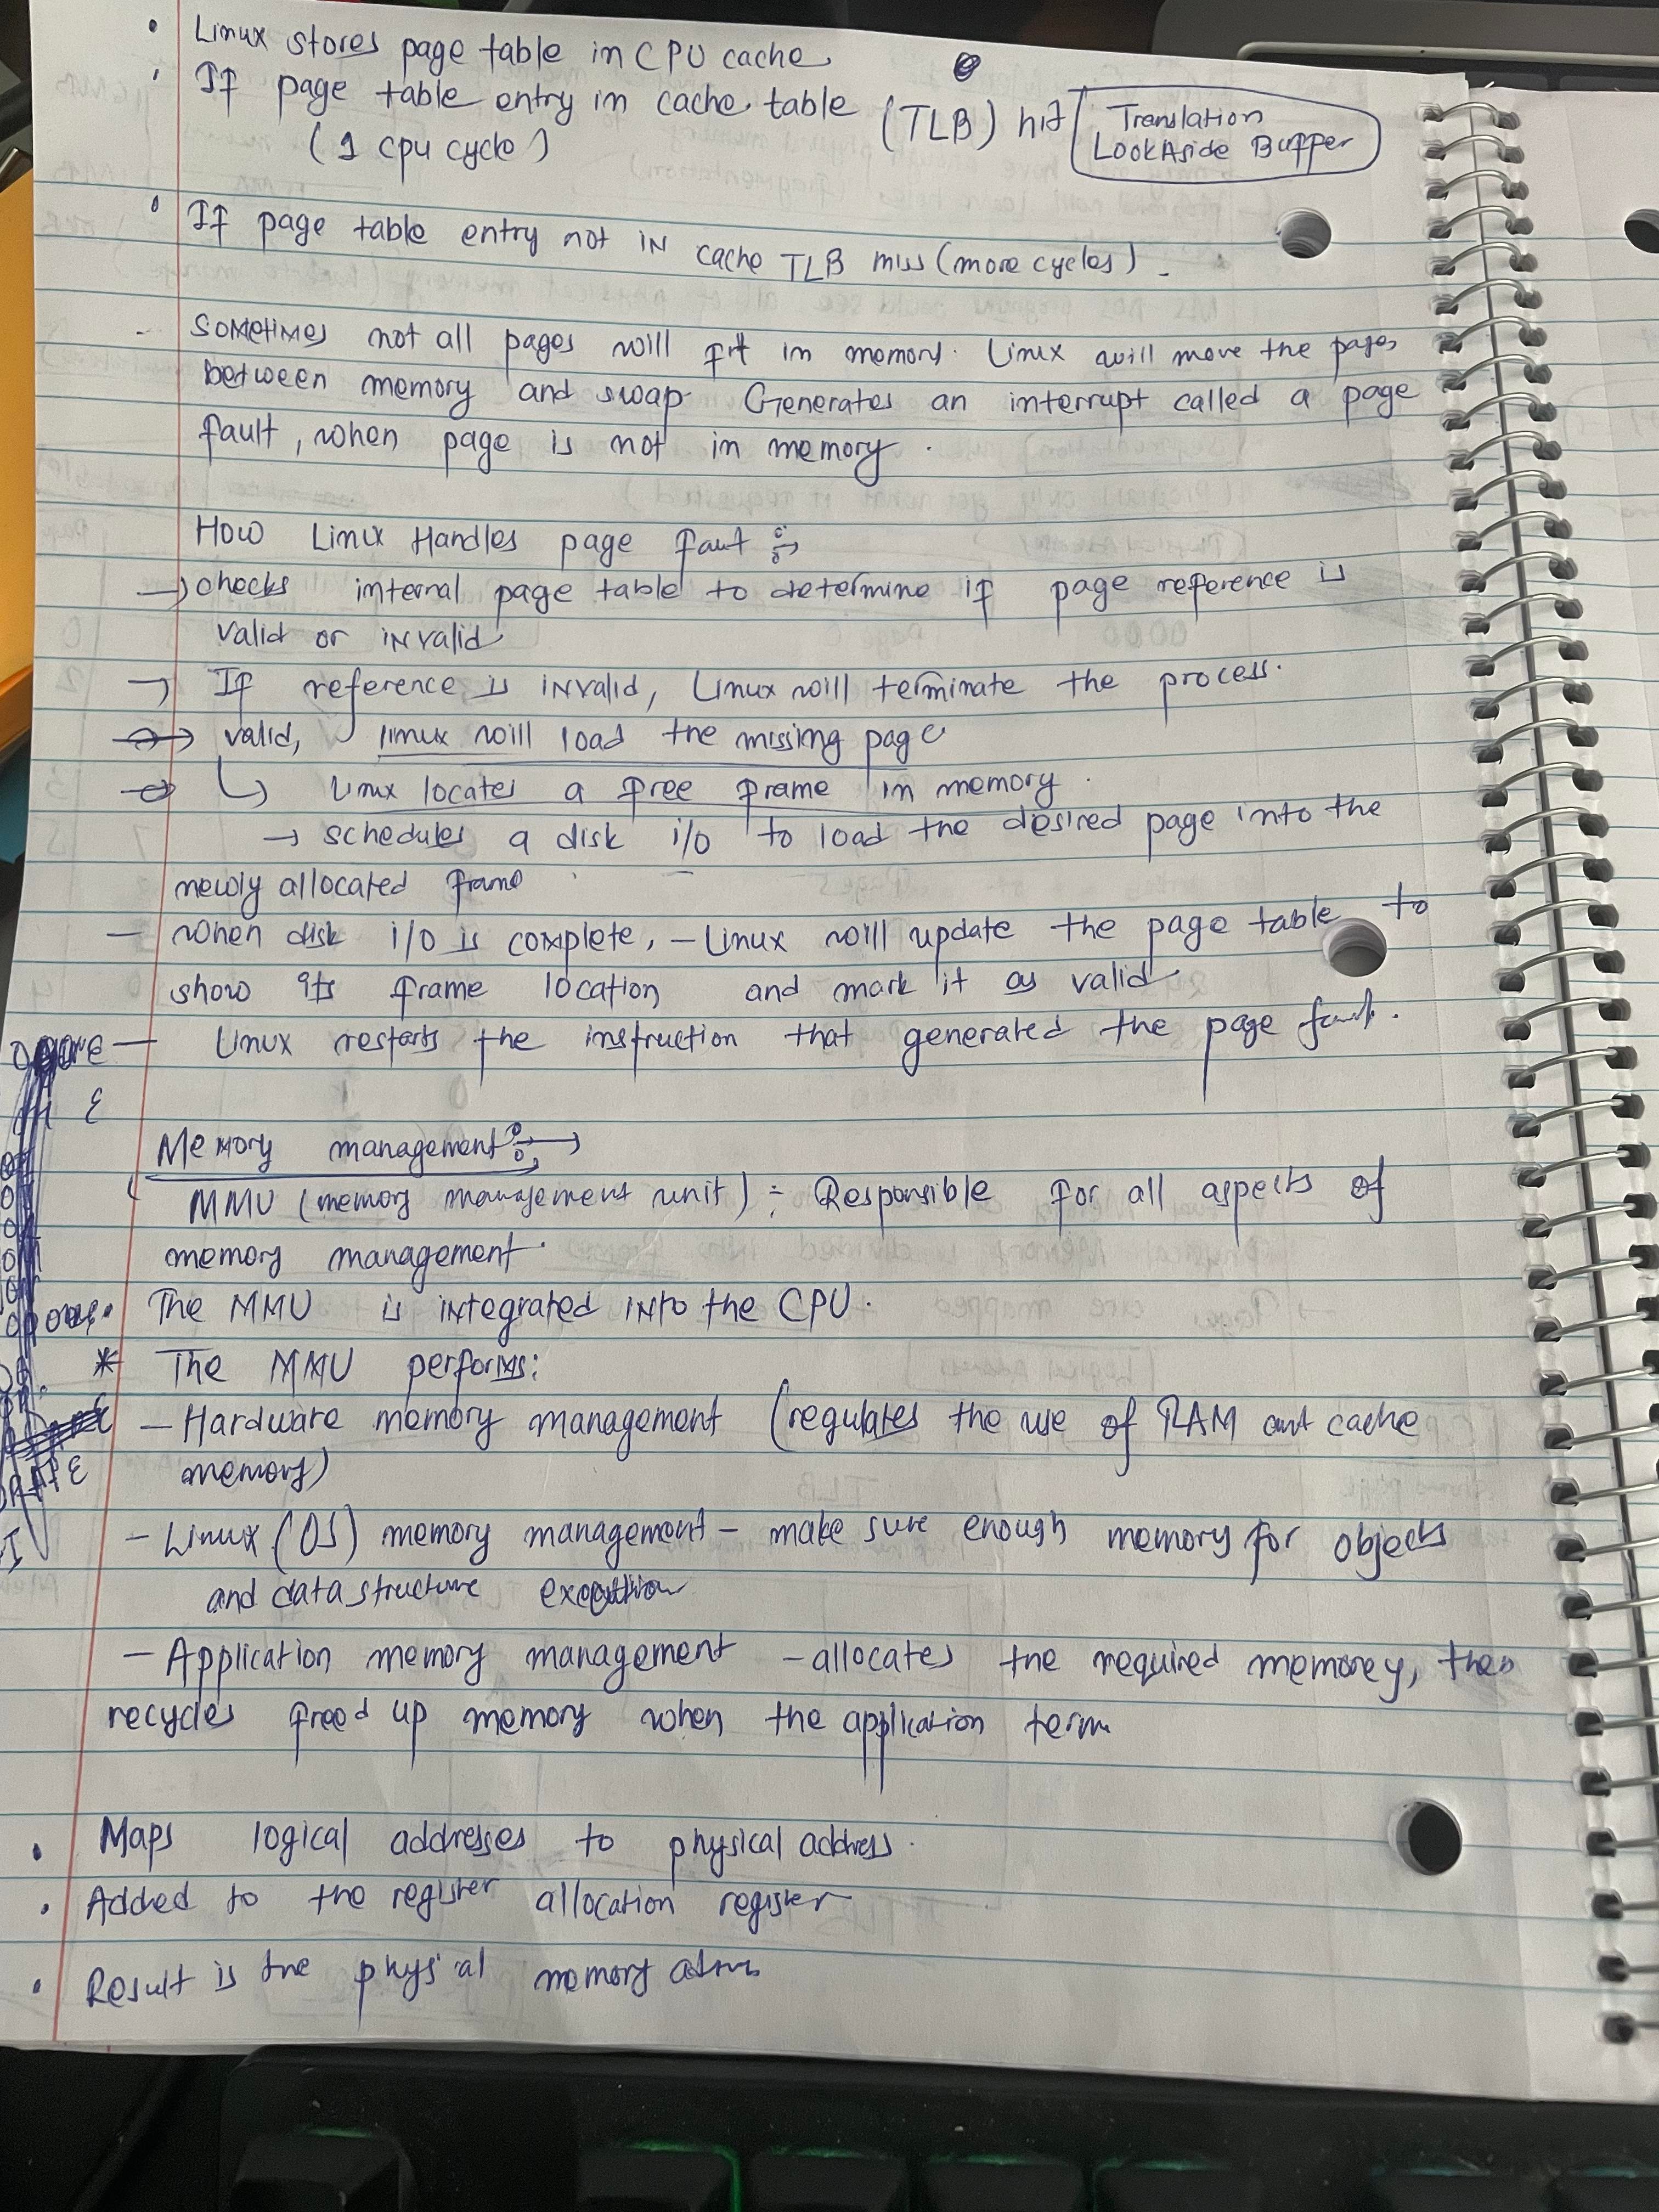 • Linux stores page table in CPU cache
• If page table entry in cache table (TLB) hit
Translation
LookAside Buffer
(1 cpu cycle)
• If page table entry not in cache TLB miss (more cycles).
- Sometimes not all pages will fit in memory. Linux will move the pages
between memory and swap. Generates an interrupt called a page
fault, when page is not in memory.
How Linux Handles page faut :→
→ checks internal page table to determine if page reference is
valid or invalid
→ If reference is invalid, Linux will terminate the process.
→ valid, linux will load the missing page
↳ Linux locates a free frame in memory.
→ schedules a disk i/o to load the desired page into the
newly allocated frame
- when disk i/o is complete, - Linux will update the page table to
show its frame location and mark it as valid
- Linux restarts the instruction that generated the page fault.
E
Memory management :→
MMU (memory management unit) : Responsible for all aspects of
memory management.
• The MMU is integrated into the CPU.
* The MMU performs:
- Hardware memory management (regulates the use of RAM and cache
memory)
- Linux (OS) memory management - make sure enough memory for objects
and data structure execution
- Application memory management - allocates the required memorey, then
recycles freed up memory when the application term
• Maps logical addresses to physical address.
• Added to the register allocation register
• Result is the physical memory